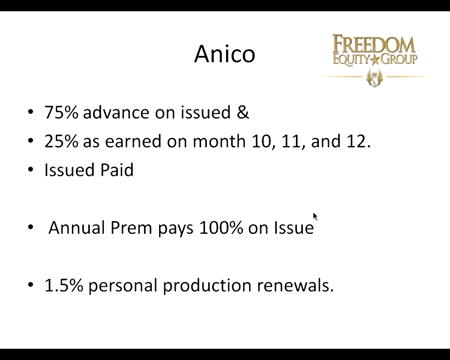 Anico
FREEDOM
EQUITY★GROUP
• 75% advance on issued &
• 25% as earned on month 10, 11, and 12.
• Issued Paid
• Annual Prem pays 100% on Issue
• 1.5% personal production renewals.